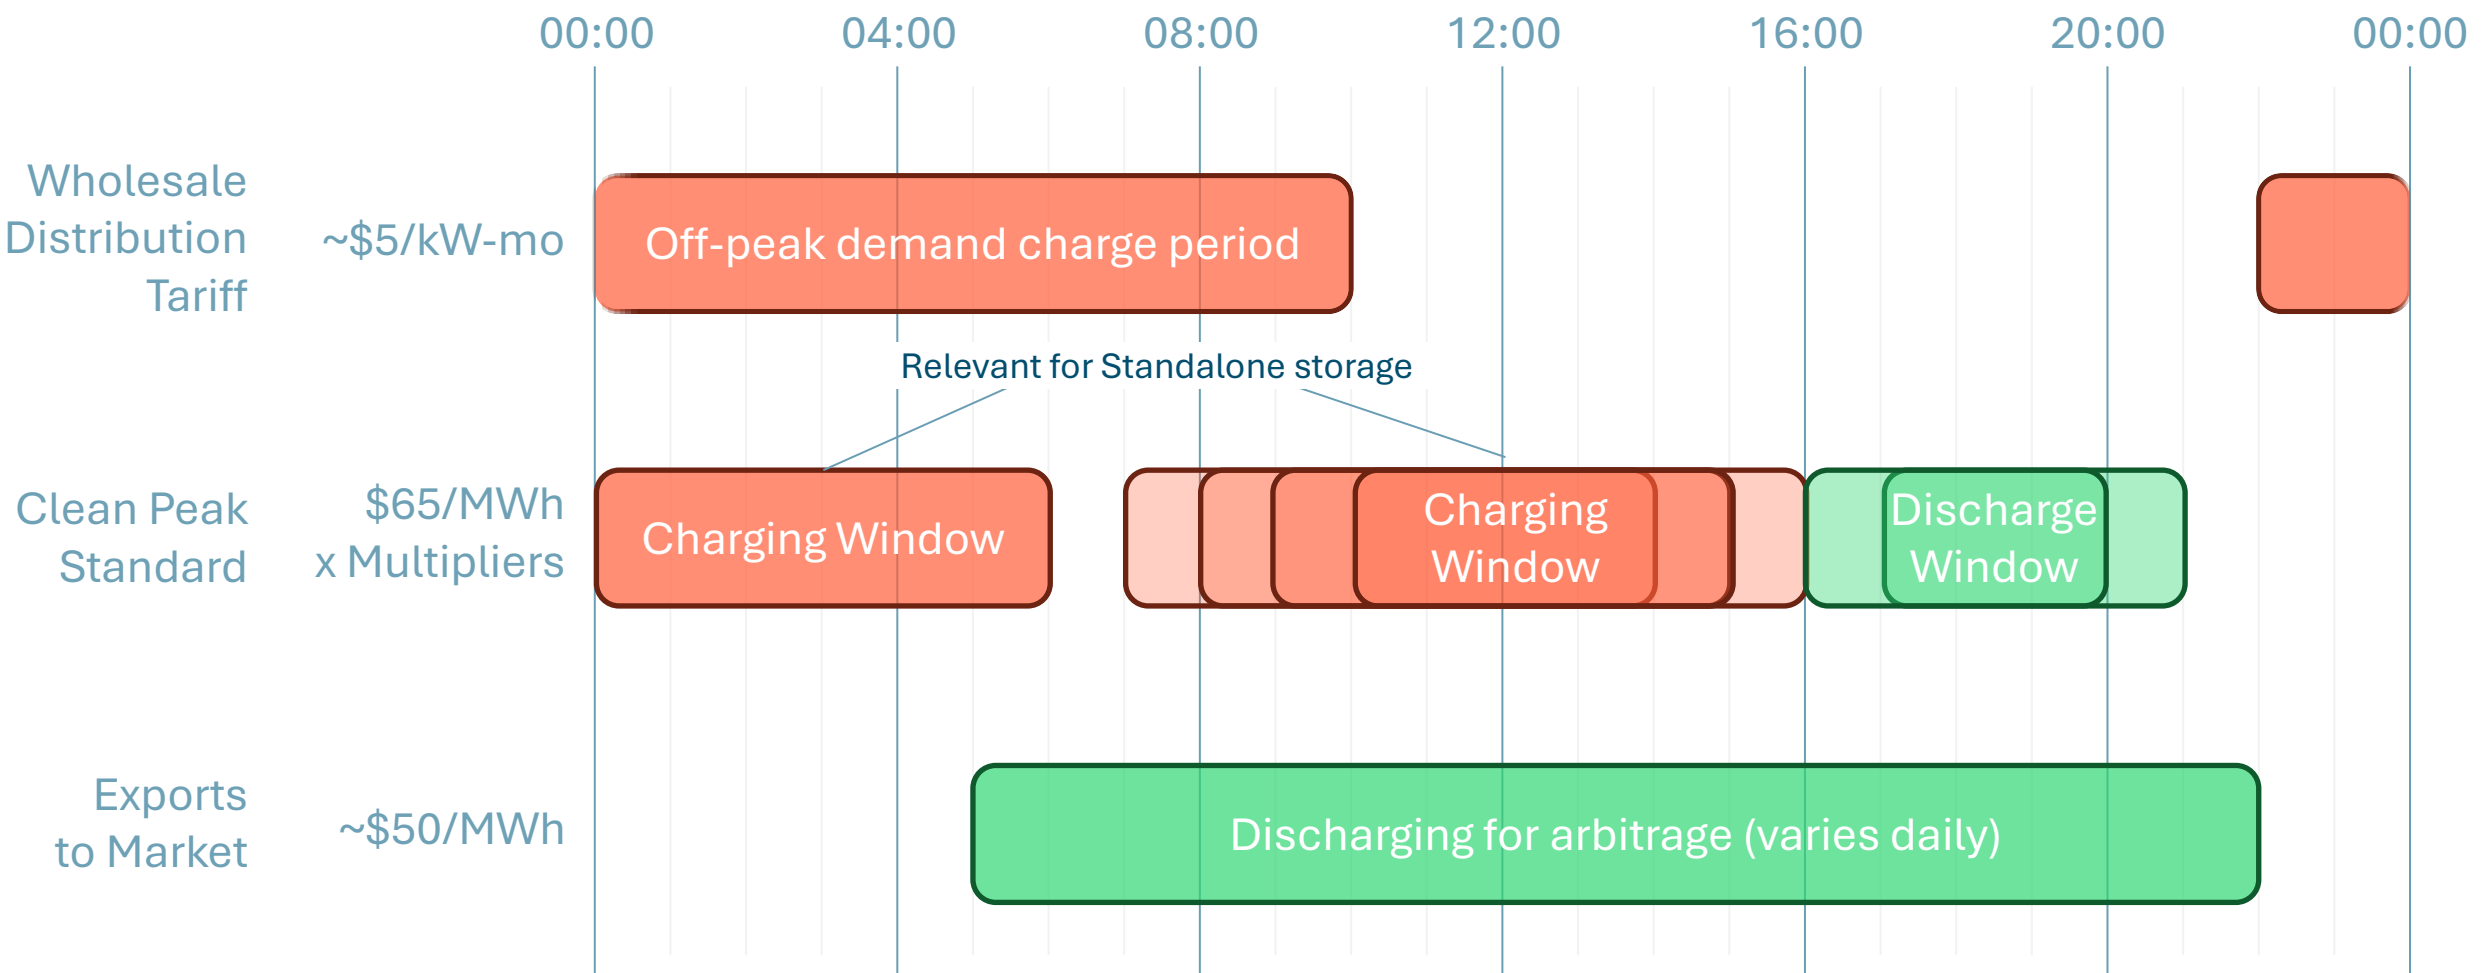 00:00 04:00 08:00 12:00 16:00 20:00 00:00
Wholesale
Distribution
Tariff
~$5/kW-mo
Off-peak demand charge period
Relevant for Standalone storage
Clean Peak
Standard
$65/MWh
x Multipliers
Charging Window
Charging
Window
Discharge
Window
Exports
to Market
~$50/MWh
Discharging for arbitrage (varies daily)